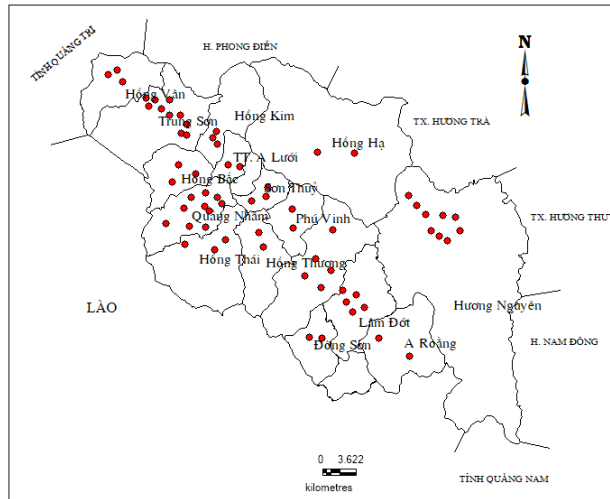 TỈNH QUẢNG TRỊ
H. PHONG ĐIỀN
N
Hồng Vân
Hồng Kim
Trung Sơn
TX. HƯƠNG TRÀ
Hồng Hạ
TT. A Lưới
Hồng Bắc
Sơn Thuỷ
TX. HƯƠNG THU
Quảng Nhâm
Phú Vinh
Hồng Thái
Hồng Thượng
LÀO
Hương Nguyên
Lâm Đớt
Đông Sơn
A Roằng
H. NAM ĐÔNG
0 3.622
kilometres
TỈNH QUẢNG NAM